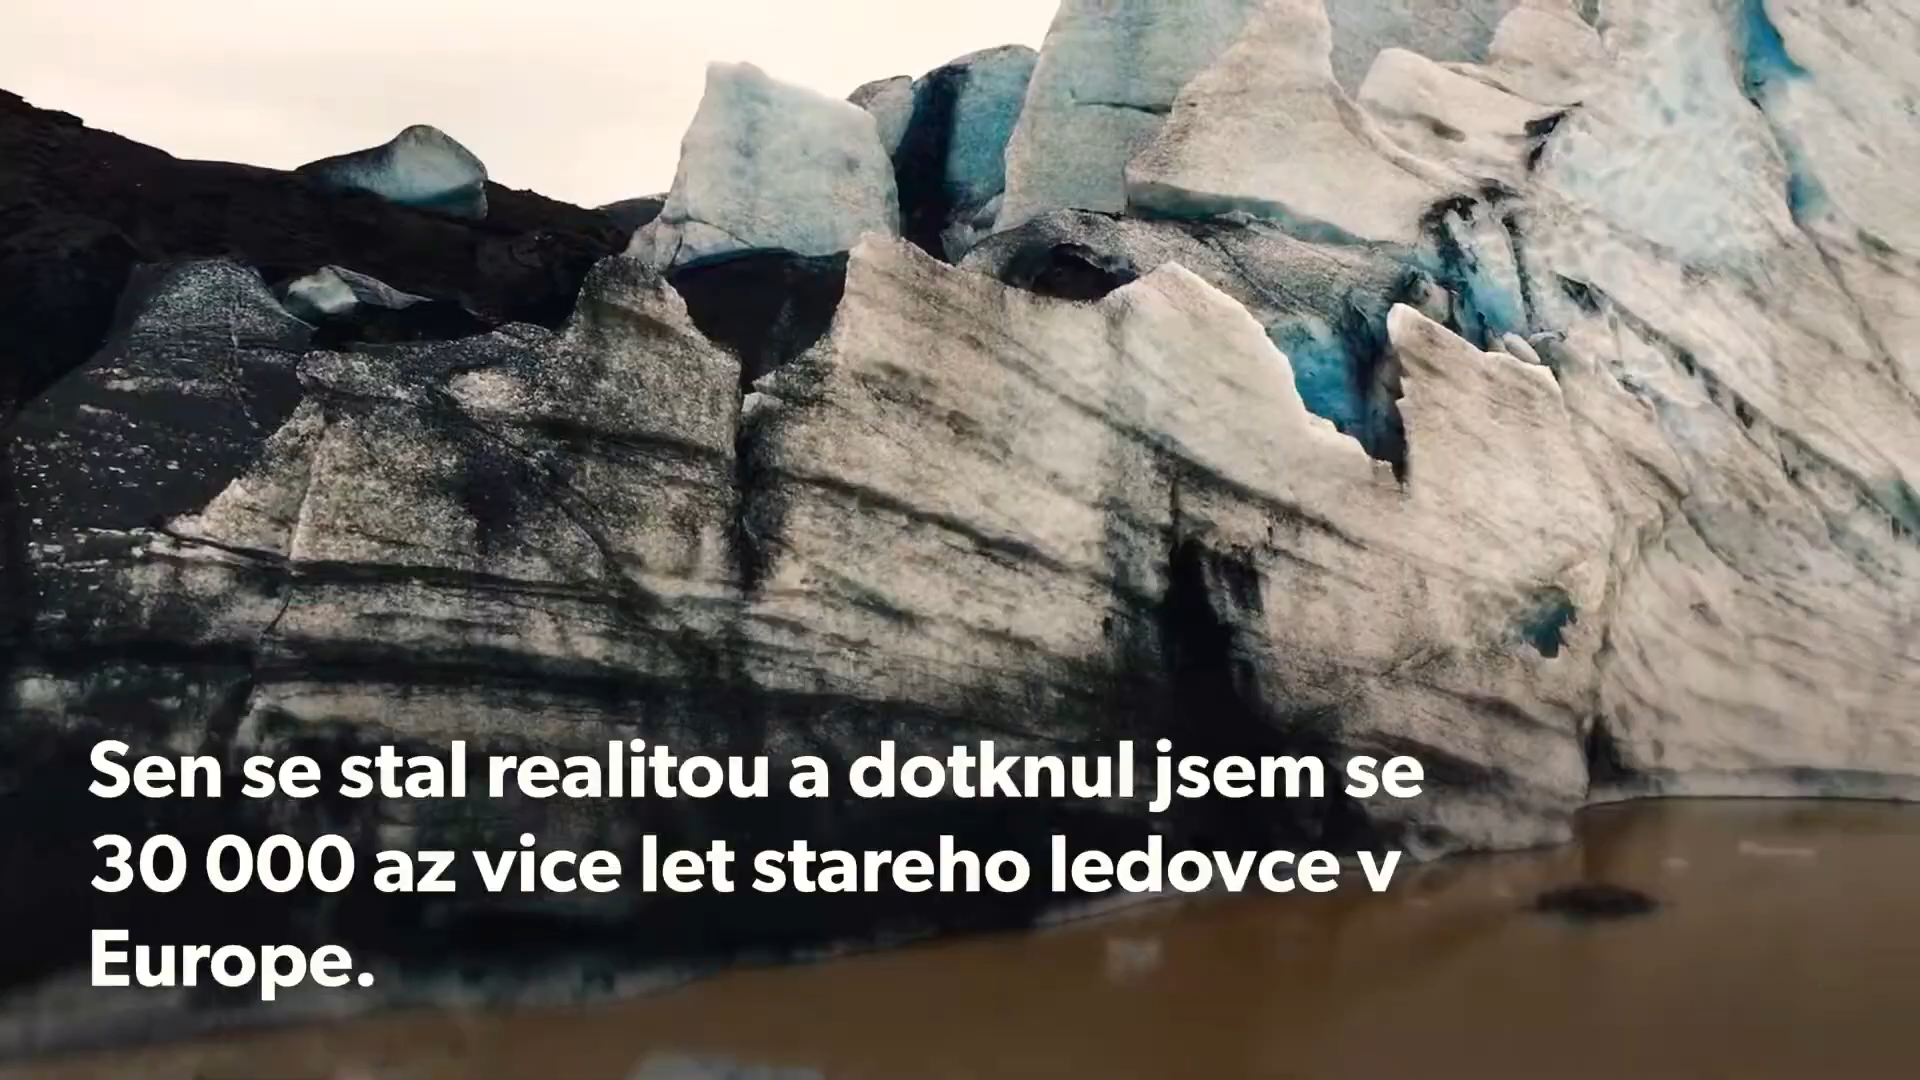 Sen se stal realitou a dotknul jsem se
30 000 az vice let stareho ledovce v
Europe.